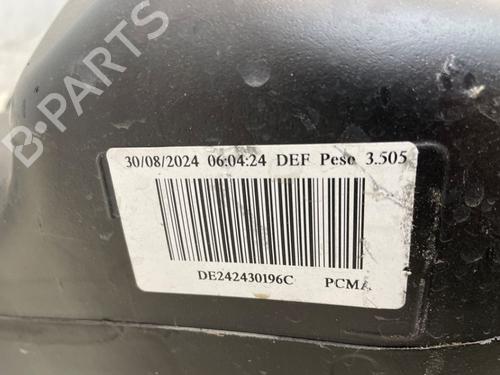 B-PARTS
30/08/2024 06:04:24 DEF Peso 3.505
DE242430196C PCMA